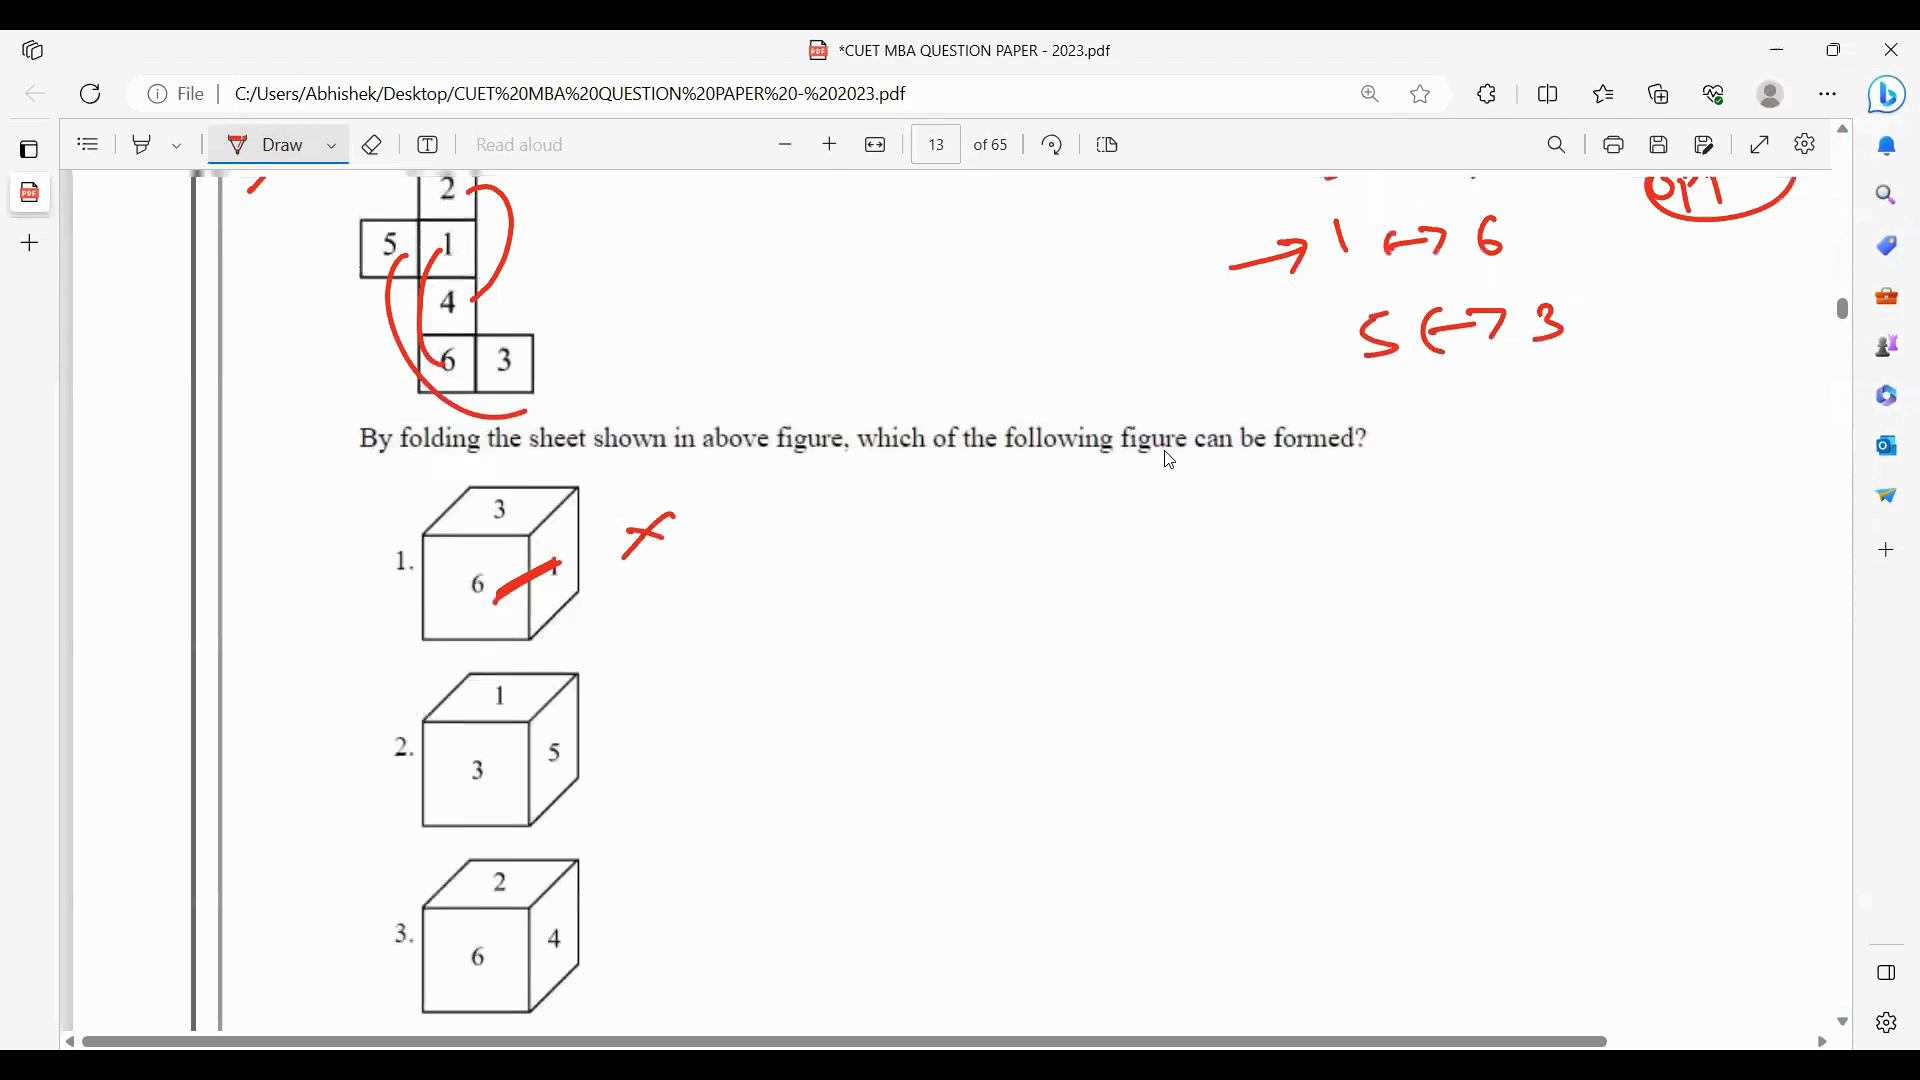 *CUET MBA QUESTION PAPER - 2023.pdf
File
C:/Users/Abhishek/Desktop/CUET%20MBA%20QUESTION%20PAPER%20-%202023.pdf
Draw
Read aloud
13 of 65
2
opp
5 1
1 ↔ 6
4
5 ↔ 3
6 3
By folding the sheet shown in above figure, which of the following figure can be formed?
3
1.
6
1
2.
3 5
2
3.
6 4